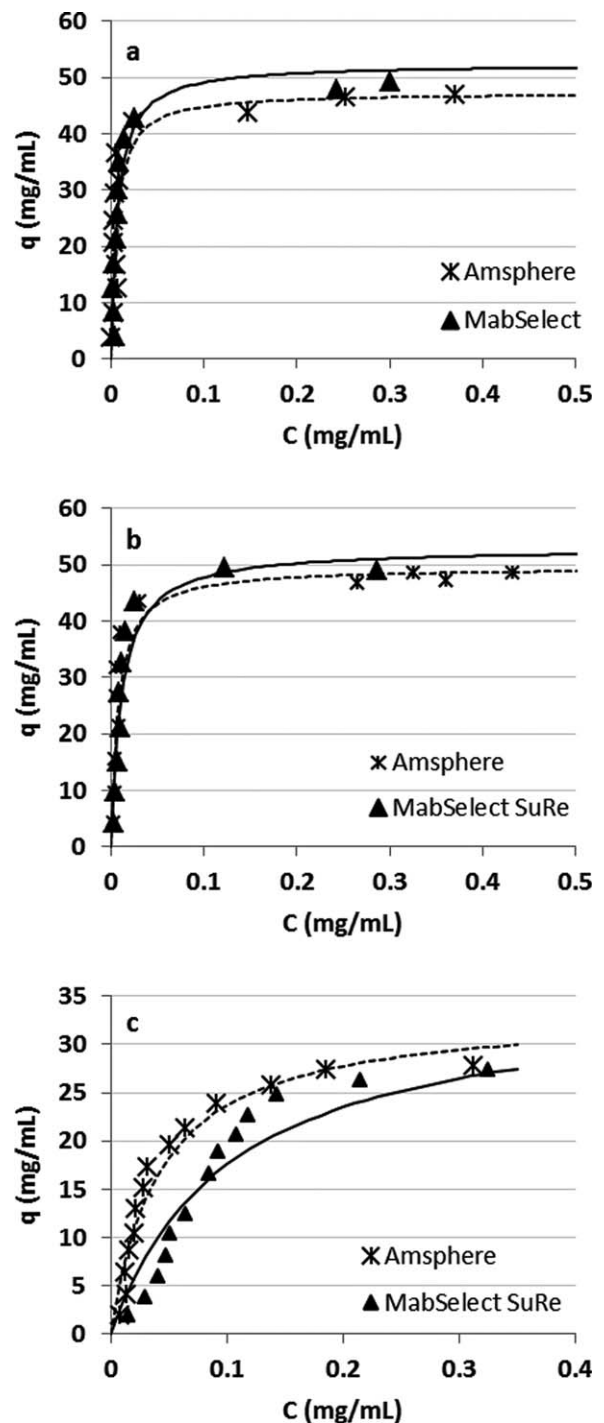 60
a
50
40
q (mg/mL)
30
20
Amsphere
10
MabSelect
0
0 0.1 0.2 0.3 0.4 0.5
C (mg/mL)
60
b
50
40
q (mg/mL)
30
20
Amsphere
10
MabSelect SuRe
0
0 0.1 0.2 0.3 0.4 0.5
C (mg/mL)
35
c
30
25
20
q (mg/mL)
15
10
Amsphere
5
MabSelect SuRe
0
0 0.1 0.2 0.3 0.4
C (mg/mL)